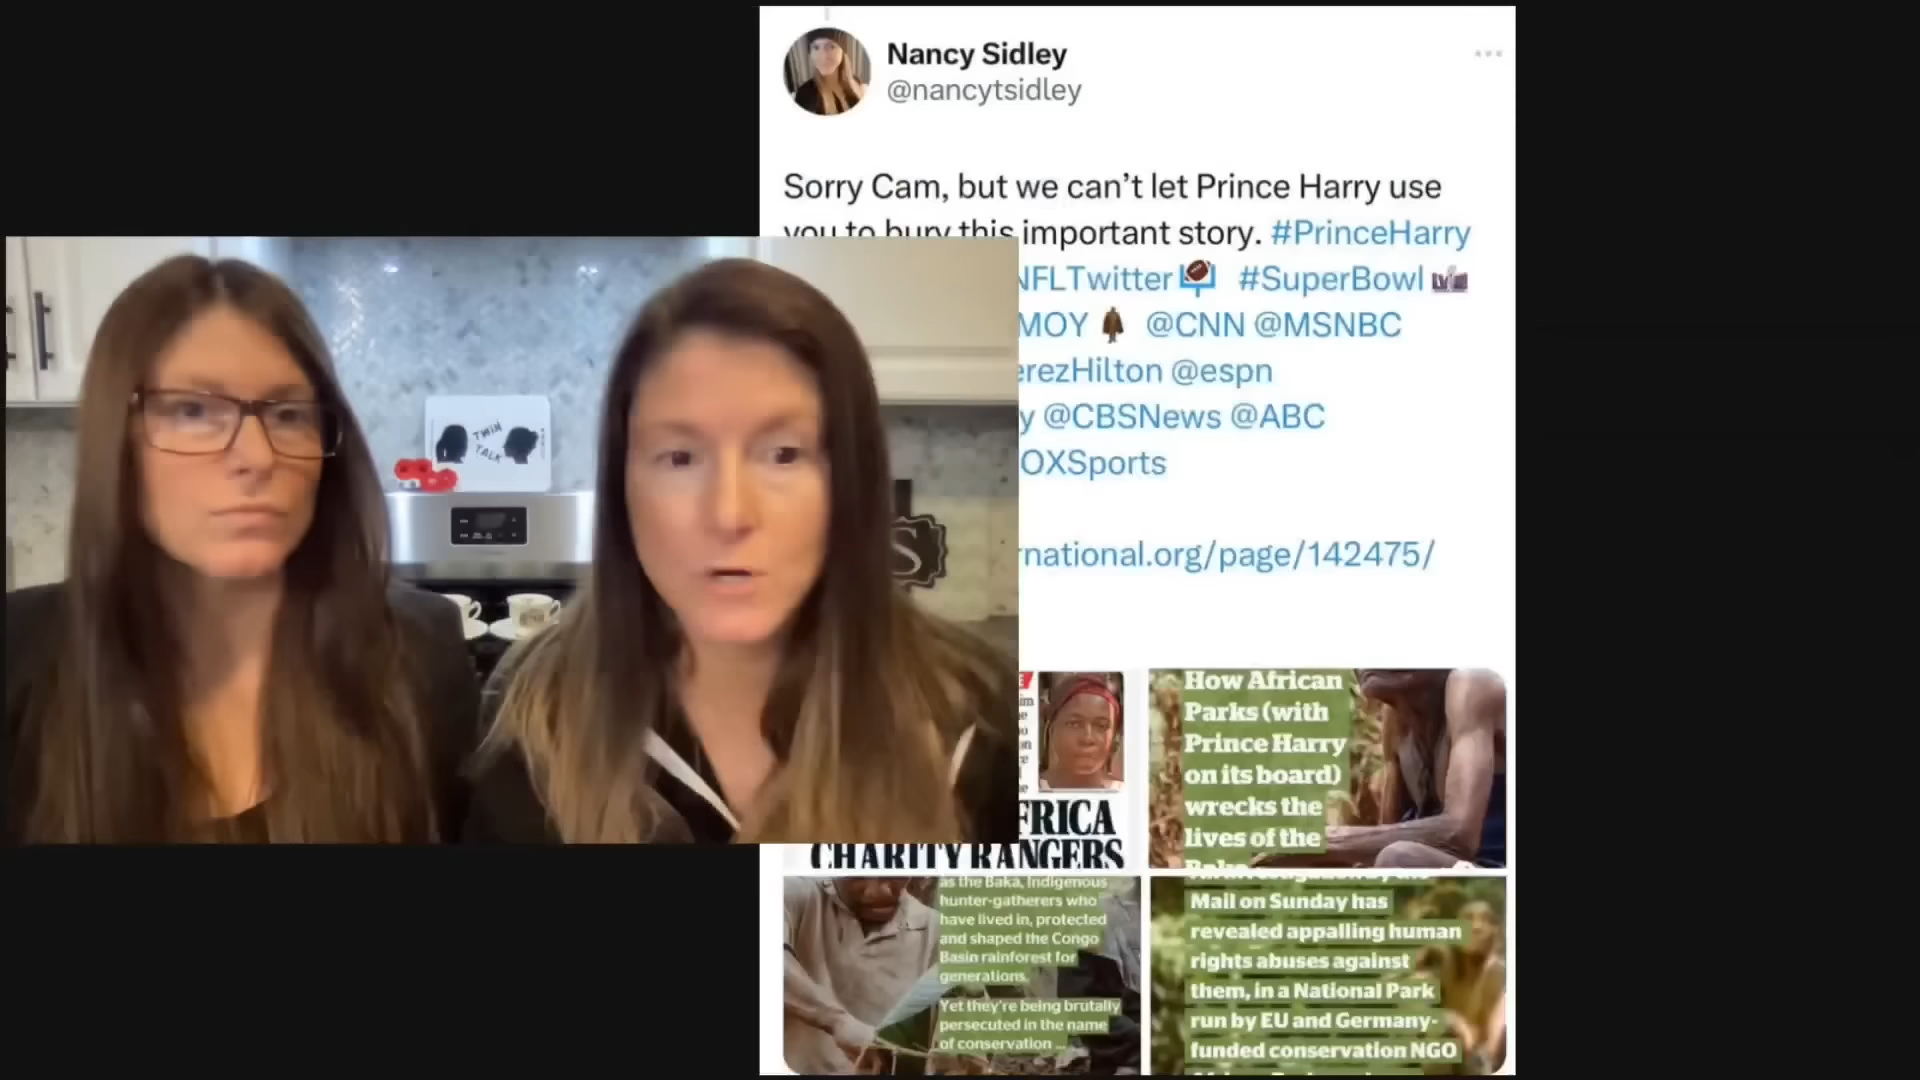 Nancy Sidley
@nancytsidley
Sorry Cam, but we can't let Prince Harry use
you to bury this important story. #PrinceHarry
NFLTwitter #SuperBowl
MOY @CNN @MSNBC
erezHilton @espn
y @CBSNews @ABC
OXSports
rnational.org/page/142475/
TWIN
TALK
S
FRICA
CHARITY RANGERS
How African
Parks (with
Prince Harry
on its board)
wrecks the
lives of the
as the Baka, Indigenous
hunter-gatherers who
have lived in, protected
and shaped the Congo
Basin rainforest for
generations.
Yet they're being brutally
persecuted in the name
of conservation ...
Mail on Sunday has
revealed appalling human
rights abuses against
them, in a National Park
run by EU and Germany-
funded conservation NGO